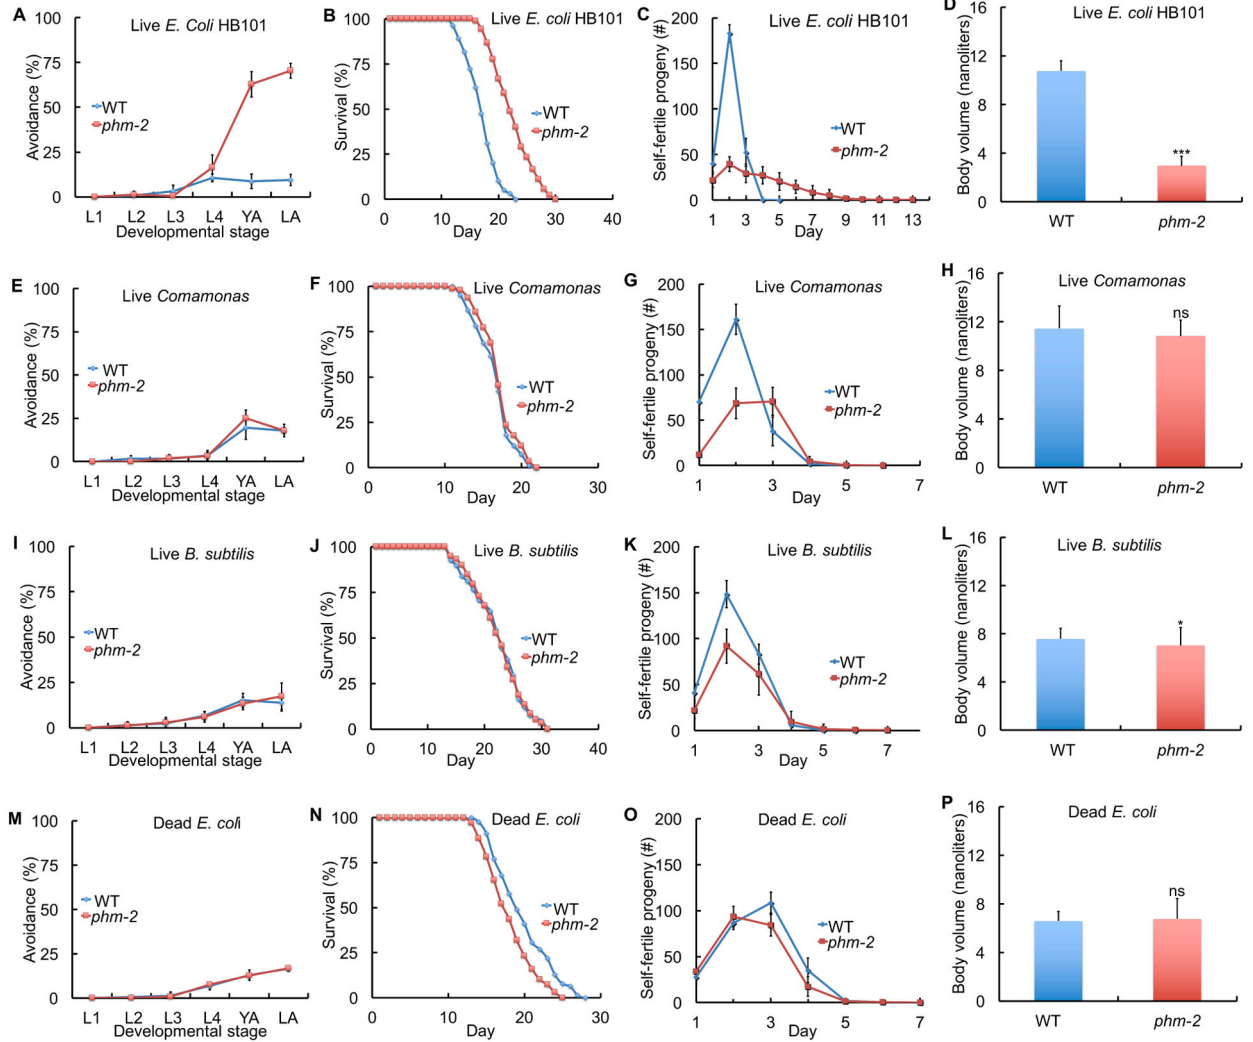 A
Live E. Coli HB101
Avoidance (%)
100
75
50
25
0
WT
phm-2
L1 L2 L3 L4 YA LA
Developmental stage
B
Live E. coli HB101
Survival (%)
100
75
50
25
0
WT
phm-2
0 10 20 30 40
Day
C
Live E. coli HB101
Self-fertile progeny (#)
200
150
100
50
0
WT
phm-2
1 3 5 7 9 11 13
Day
D
Live E. coli HB101
Body volume (nanoliters)
16
12
8
4
0
***
WT phm-2
E
Live Comamonas
Avoidance (%)
100
75
50
25
0
WT
phm-2
L1 L2 L3 L4 YA LA
Developmental stage
F
Live Comamonas
Survival (%)
100
75
50
25
0
WT
phm-2
0 10 20 30
Day
G
Live Comamonas
Self-fertile progeny (#)
200
150
100
50
0
WT
phm-2
1 3 5 7
Day
H
Live Comamonas
Body volume (nanoliters)
16
12
8
4
0
ns
WT phm-2
I
Live B. subtilis
Avoidance (%)
100
75
50
25
0
WT
phm-2
L1 L2 L3 L4 YA LA
Developmental stage
J
Live B. subtilis
Survival (%)
100
75
50
25
0
WT
phm-2
0 10 20 30 40
Day
K
Live B. subtilis
Self-fertile progeny (#)
200
150
100
50
0
WT
phm-2
1 3 5 7
Day
L
Live B. subtilis
Body volume (nanoliters)
16
12
8
4
0
*
WT phm-2
M
Dead E. coli
Avoidance (%)
100
75
50
25
0
WT
phm-2
L1 L2 L3 L4 YA LA
Developmental stage
N
Dead E. coli
Survival (%)
100
75
50
25
0
WT
phm-2
0 10 20 30
Day
O
Dead E. coli
Self-fertile progeny (#)
200
150
100
50
0
WT
phm-2
1 3 5 7
Day
P
Dead E. coli
Body volume (nanoliters)
16
12
8
4
0
ns
WT phm-2